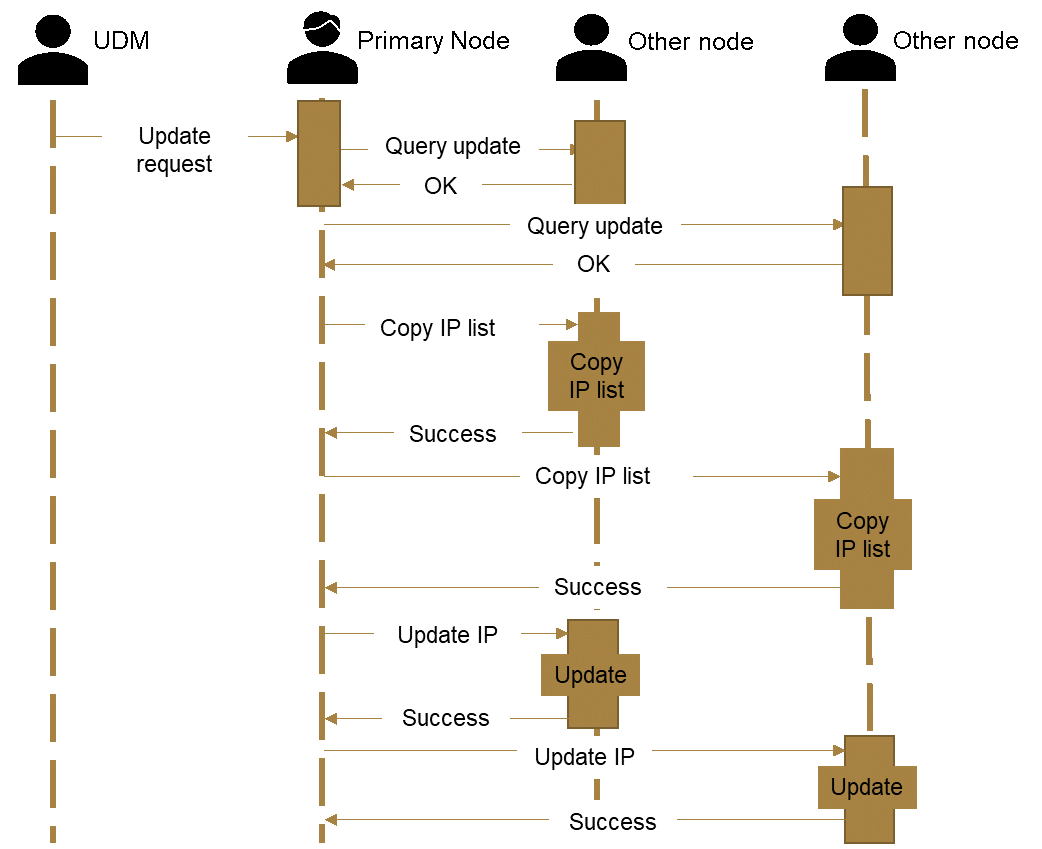 UDM
Primary Node
Other node
Other node
Update
request
Query update
OK
Query update
OK
Copy IP list
Copy
IP list
Success
Copy IP list
Copy
IP list
Success
Update IP
Update
Success
Update IP
Update
Success